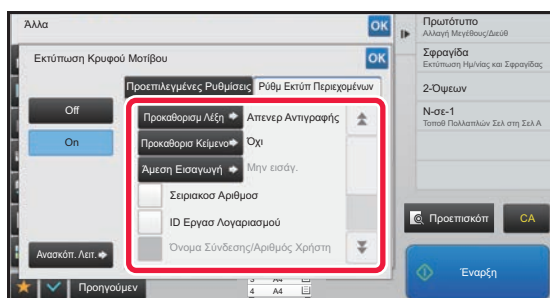 Άλλα
OK
Εκτύπωση Κρυφού Μοτίβου
OK
Προεπιλεγμένες Ρυθμίσεις
Ρύθμ Εκτύπ Περιεχομένων
Off
On
Προκαθορισμ Λέξη
Απενερ Αντιγραφής
Προκαθορισ Κείμενο
Όχι
Άμεση Εισαγωγή
Μην εισάγ.
Σειριακοσ Αριθμοσ
ID Εργασ Λογαριασμού
Όνομα Σύνδεσης/Αριθμός Χρήστη
Ανασκόπ. Λειτ.
Προηγούμεν
A4
4 A4
Πρωτότυπο
Αλλαγή Μεγέθους/Διεύθ
Σφραγίδα
Εκτύπωση Ημ/νίας και Σφραγίδας
2-Όψεων
N-σε-1
Τοποθ Πολλαπλών Σελ στη Σελ Α
Προεπισκόπ
CA
Έναρξη